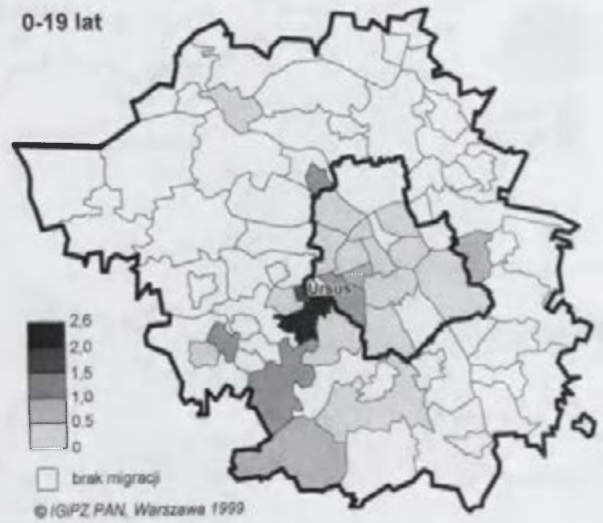 0-19 lat
Ursus
2,6
2,0
1,5
1,0
0,5
0
brak migracji
© IGiPZ PAN, Warszawa 1999